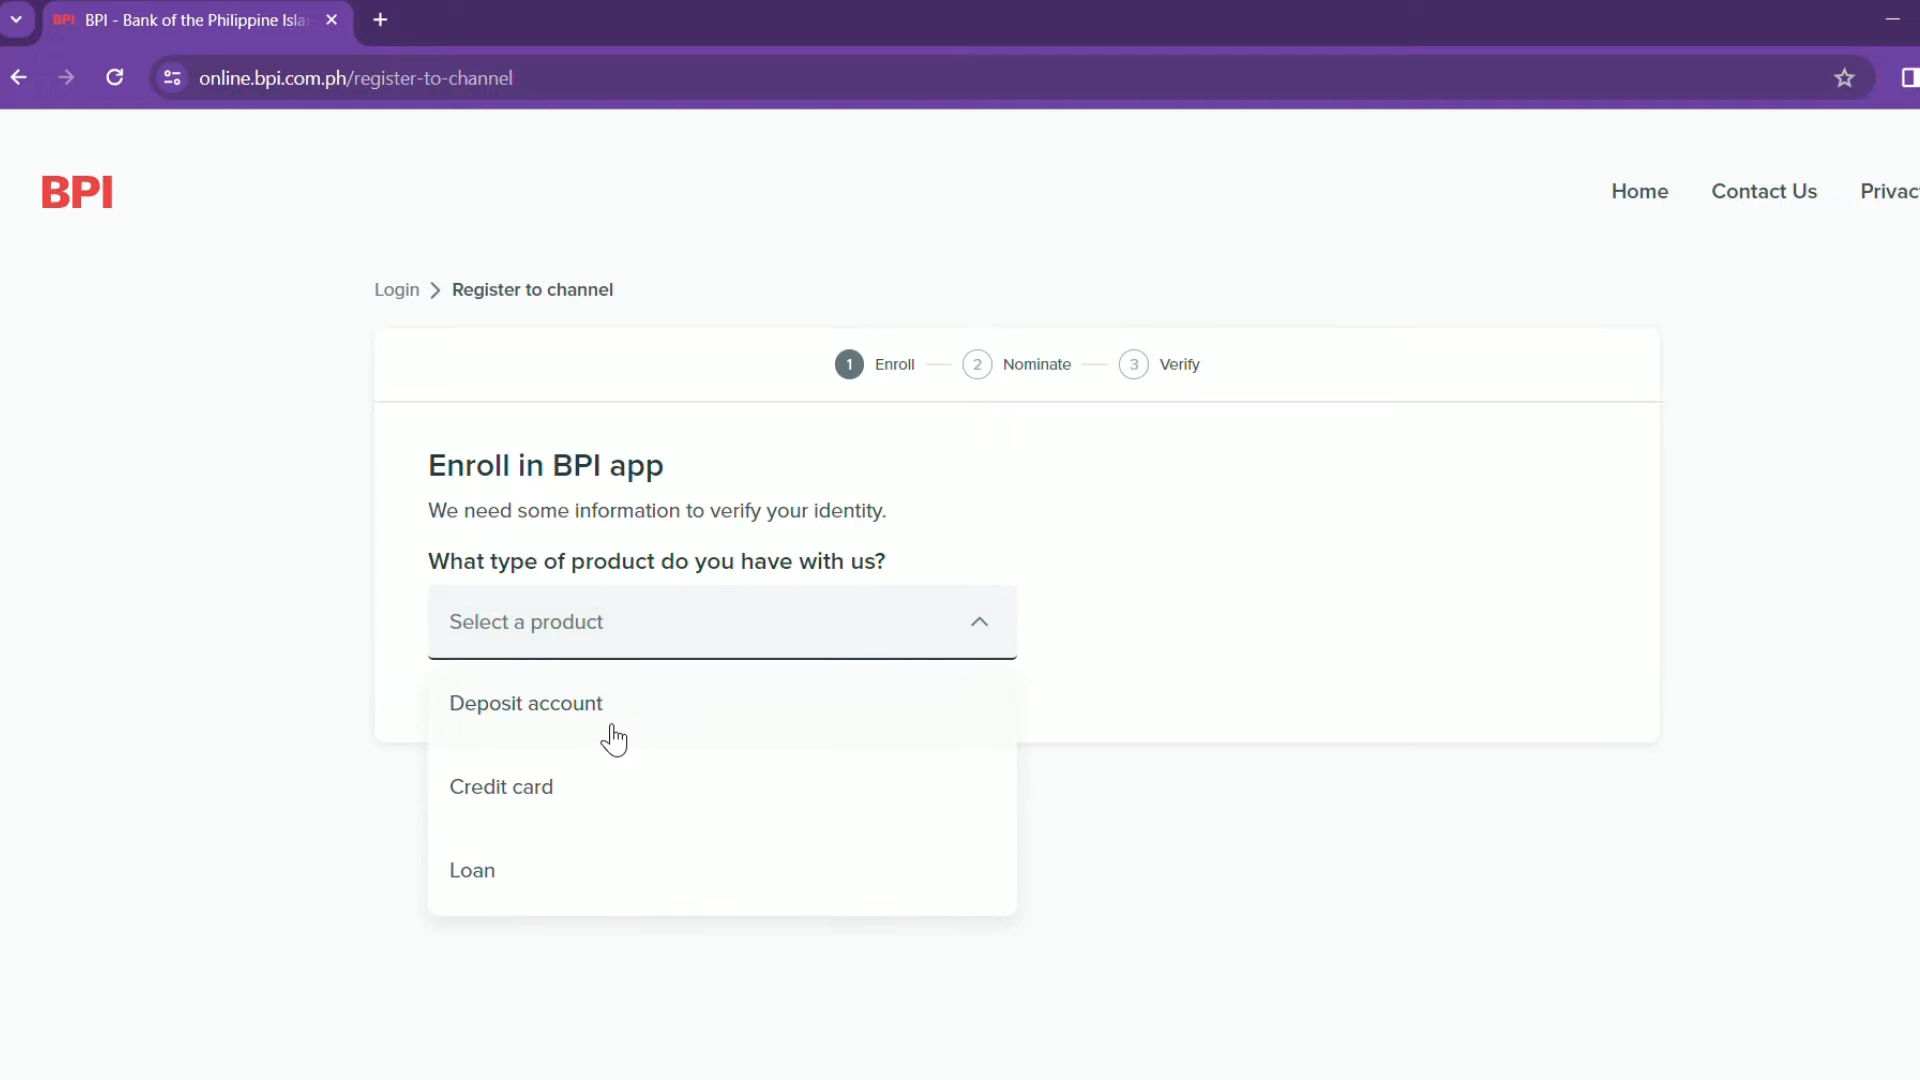 BPI BPI - Bank of the Philippine Isla
online.bpi.com.ph/register-to-channel
BPI
Home Contact Us Privac
Login Register to channel
1 Enroll 2 Nominate 3 Verify
Enroll in BPI app
We need some information to verify your identity.
What type of product do you have with us?
Select a product
Deposit account
Credit card
Loan